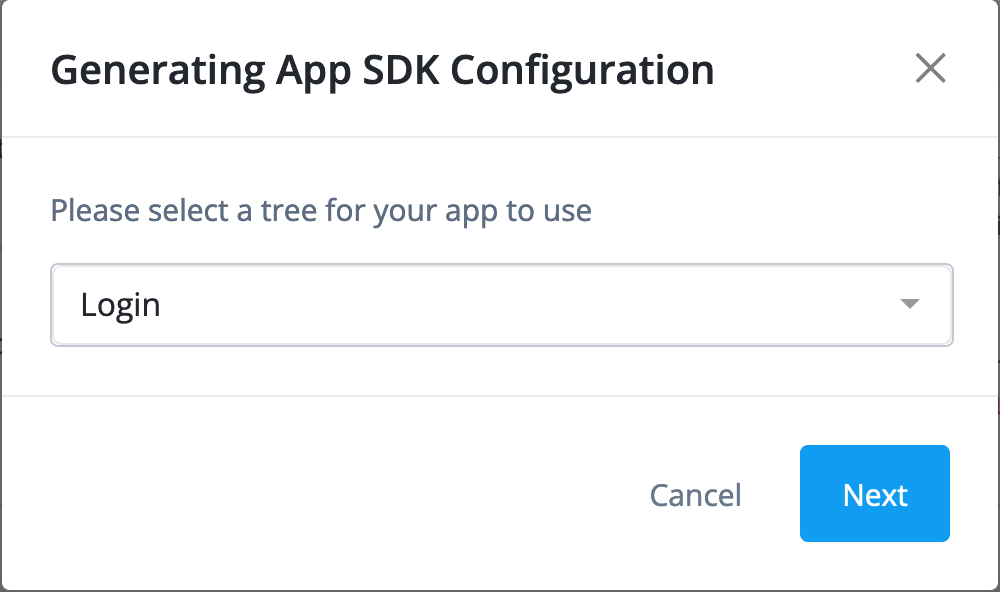 Generating App SDK Configuration
Please select a tree for your app to use
Login
Cancel
Next